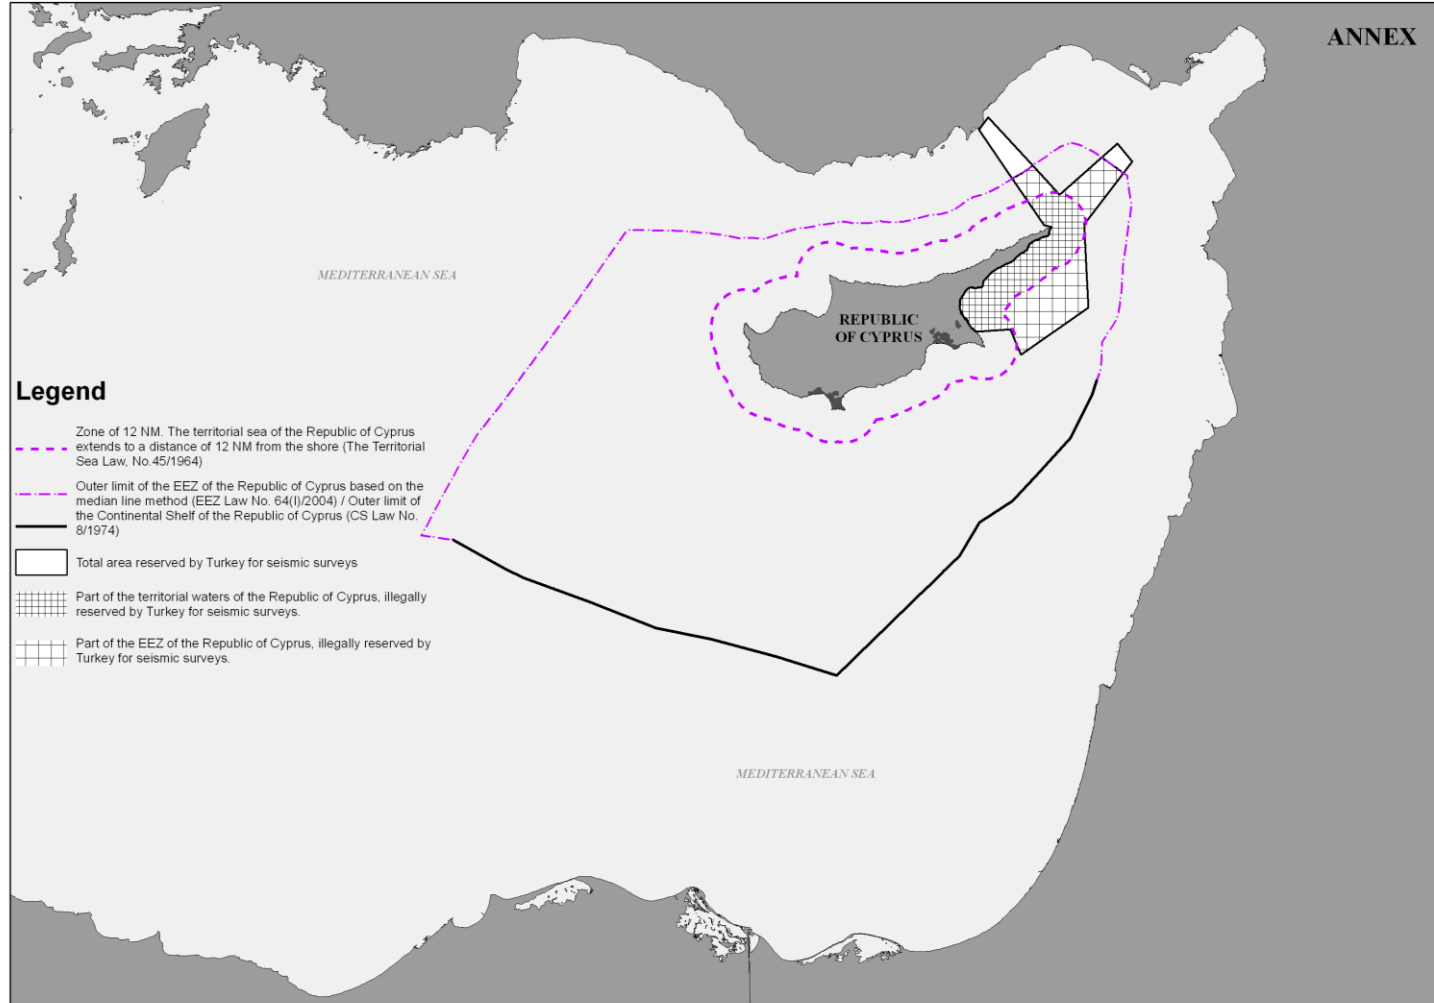 ANNEX
MEDITERRANEAN SEA
REPUBLIC
OF CYPRUS
Legend
Zone of 12 NM. The territorial sea of the Republic of Cyprus
extends to a distance of 12 NM from the shore (The Territorial
Sea Law, No.45/1964)
Outer limit of the EEZ of the Republic of Cyprus based on the
median line method (EEZ Law No. 64(I)/2004) / Outer limit of
the Continental Shelf of the Republic of Cyprus (CS Law No.
8/1974)
Total area reserved by Turkey for seismic surveys
Part of the territorial waters of the Republic of Cyprus, illegally
reserved by Turkey for seismic surveys.
Part of the EEZ of the Republic of Cyprus, illegally reserved by
Turkey for seismic surveys.
MEDITERRANEAN SEA